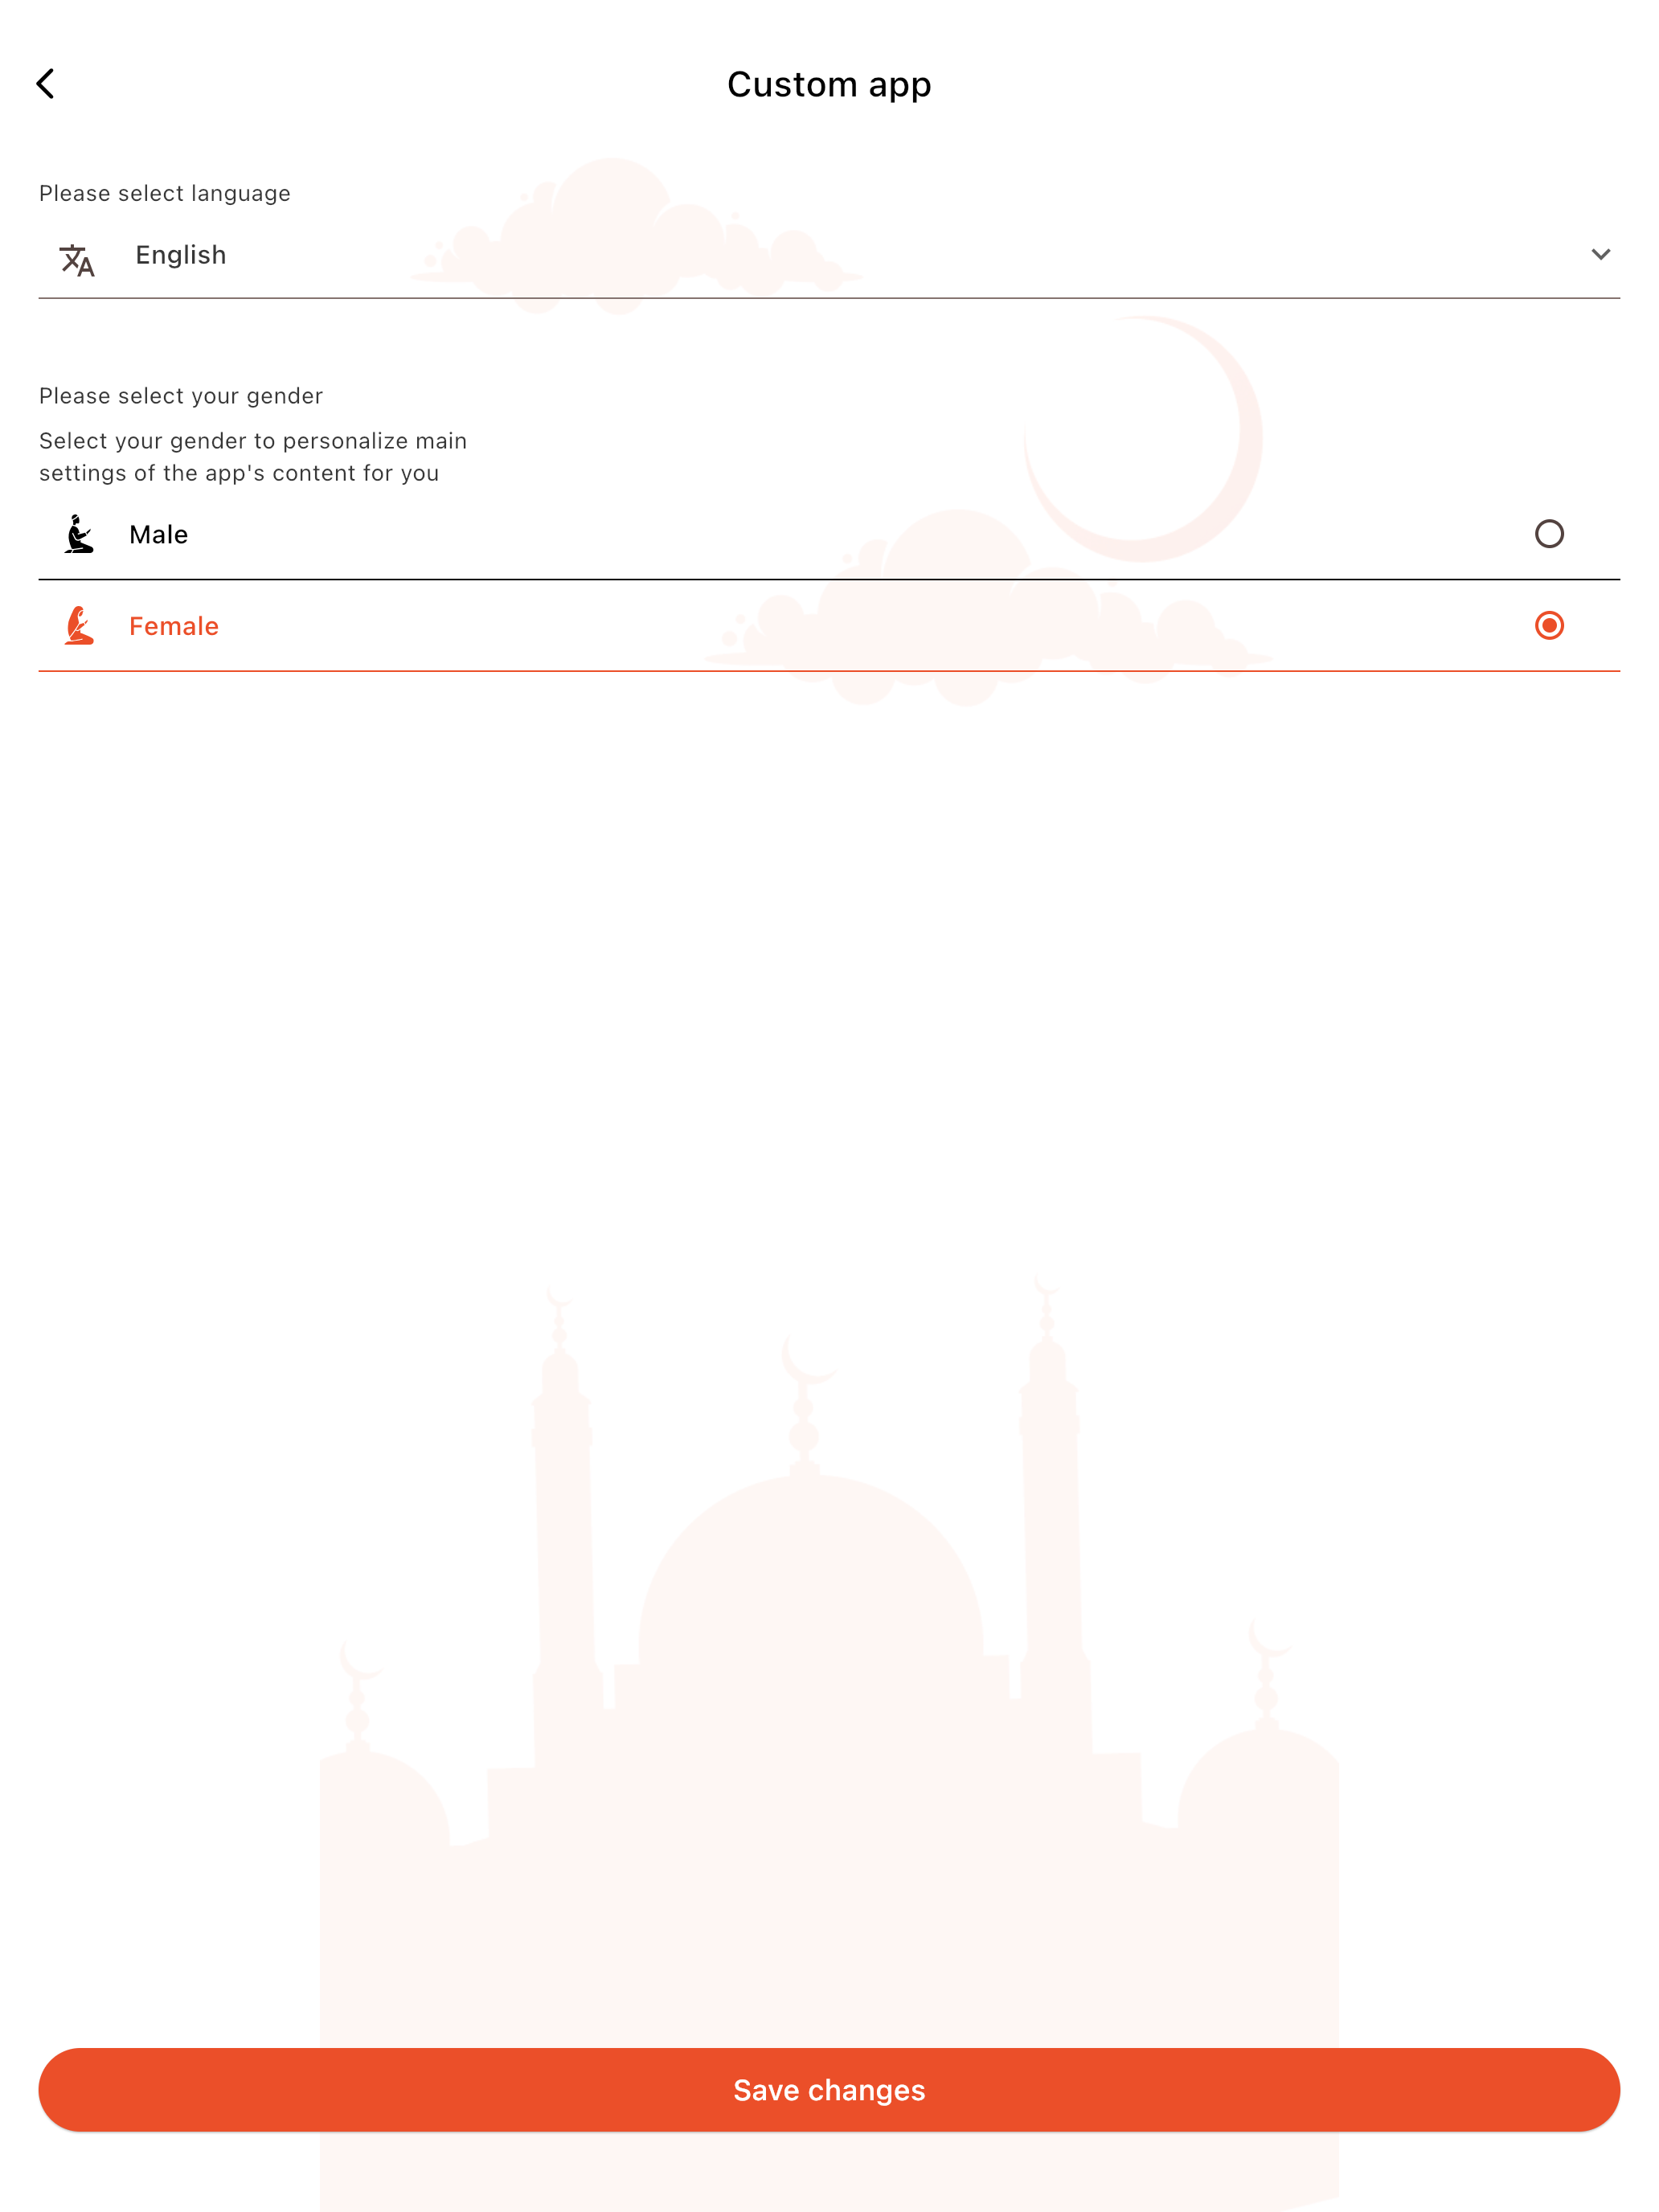 Custom app
Please select language
English
Please select your gender
Select your gender to personalize main
settings of the app's content for you
Male
Female
Save changes